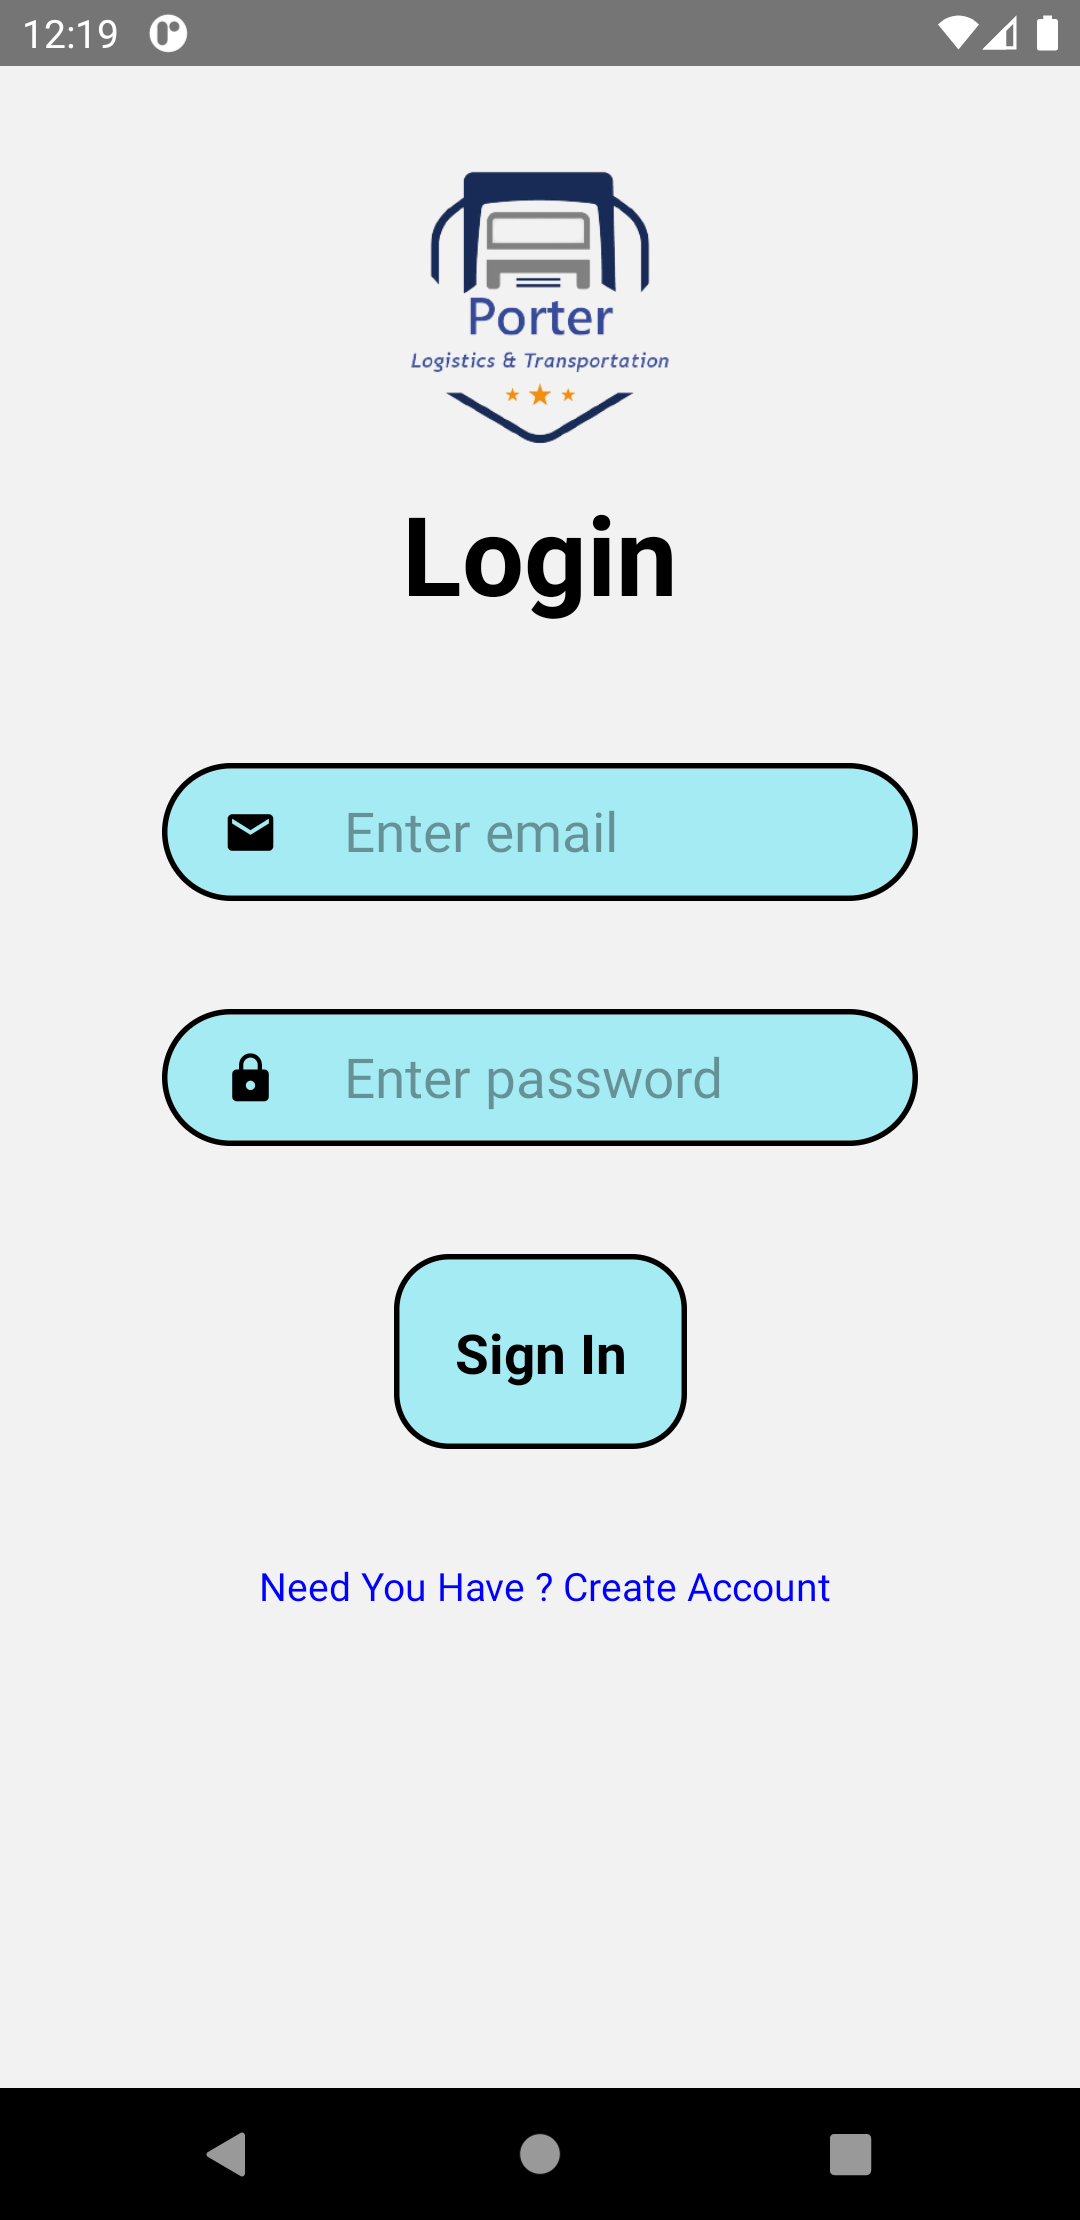 12:19
Porter
Logistics & Transportation
Login
Enter email
Enter password
Sign In
Need You Have ? Create Account